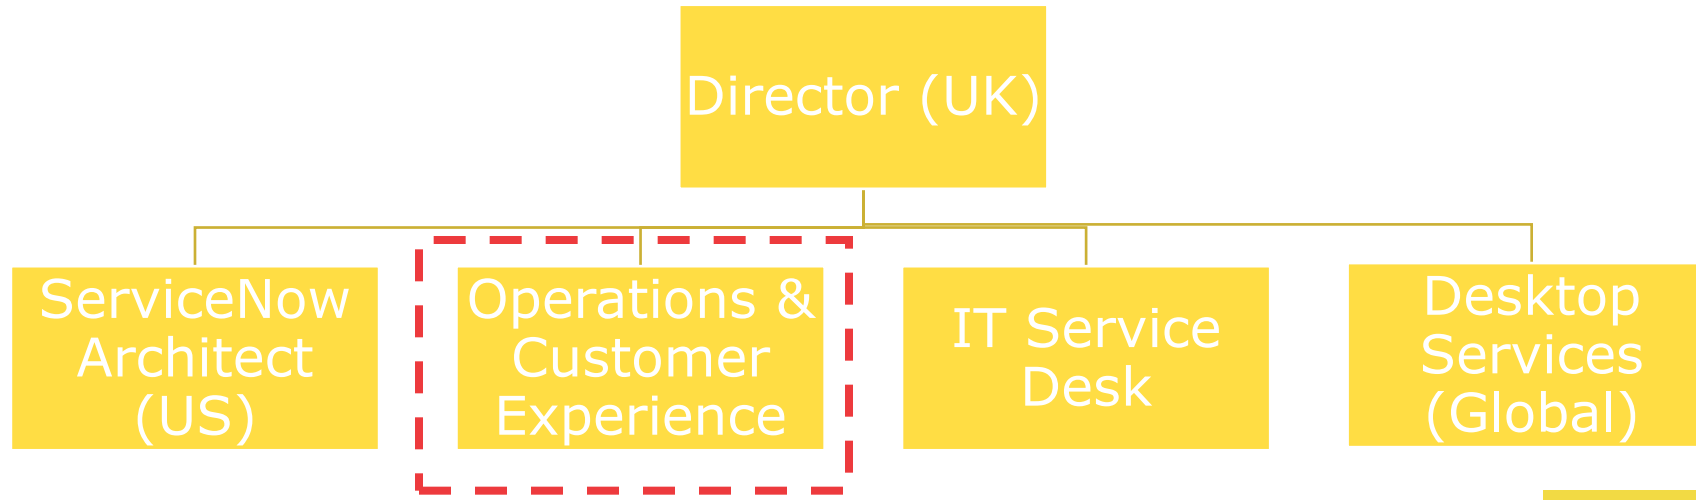 Director (UK)
ServiceNow
Architect
(US)
Operations &
Customer
Experience
IT Service
Desk
Desktop
Services
(Global)